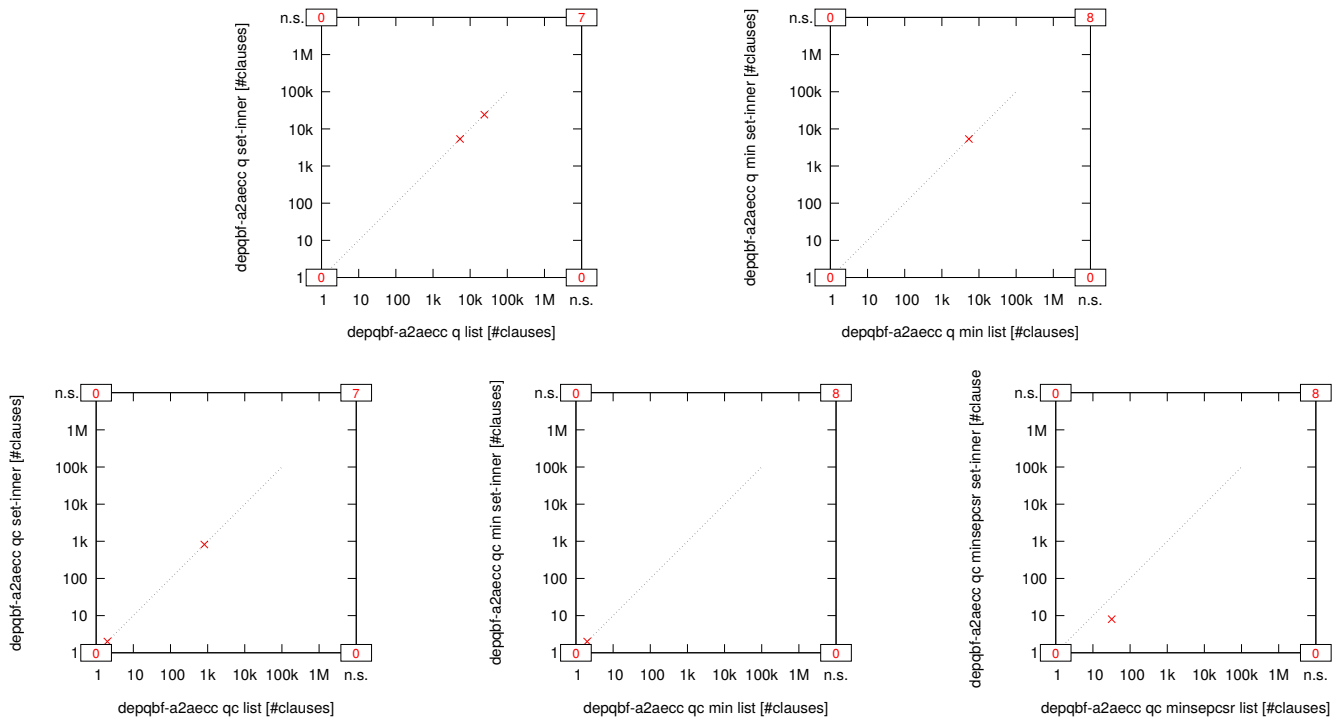 n.s. 0 7
1M
100k
10k
1k
100
10
1 0 0
1 10 100 1k 10k 100k 1M n.s.
depqbf-a2aecc q set-inner [#clauses]
depqbf-a2aecc q list [#clauses]
n.s. 0 8
1M
100k
10k
1k
100
10
1 0 0
1 10 100 1k 10k 100k 1M n.s.
depqbf-a2aecc q min set-inner [#clauses]
depqbf-a2aecc q min list [#clauses]
n.s. 0 7
1M
100k
10k
1k
100
10
1 0 0
1 10 100 1k 10k 100k 1M n.s.
depqbf-a2aecc qc set-inner [#clauses]
depqbf-a2aecc qc list [#clauses]
n.s. 0 8
1M
100k
10k
1k
100
10
1 0 0
1 10 100 1k 10k 100k 1M n.s.
depqbf-a2aecc qc min set-inner [#clauses]
depqbf-a2aecc qc min list [#clauses]
n.s. 0 8
1M
100k
10k
1k
100
10
1 0 0
1 10 100 1k 10k 100k 1M n.s.
depqbf-a2aecc qc minsepcsr set-inner [#clause
depqbf-a2aecc qc minsepcsr list [#clauses]